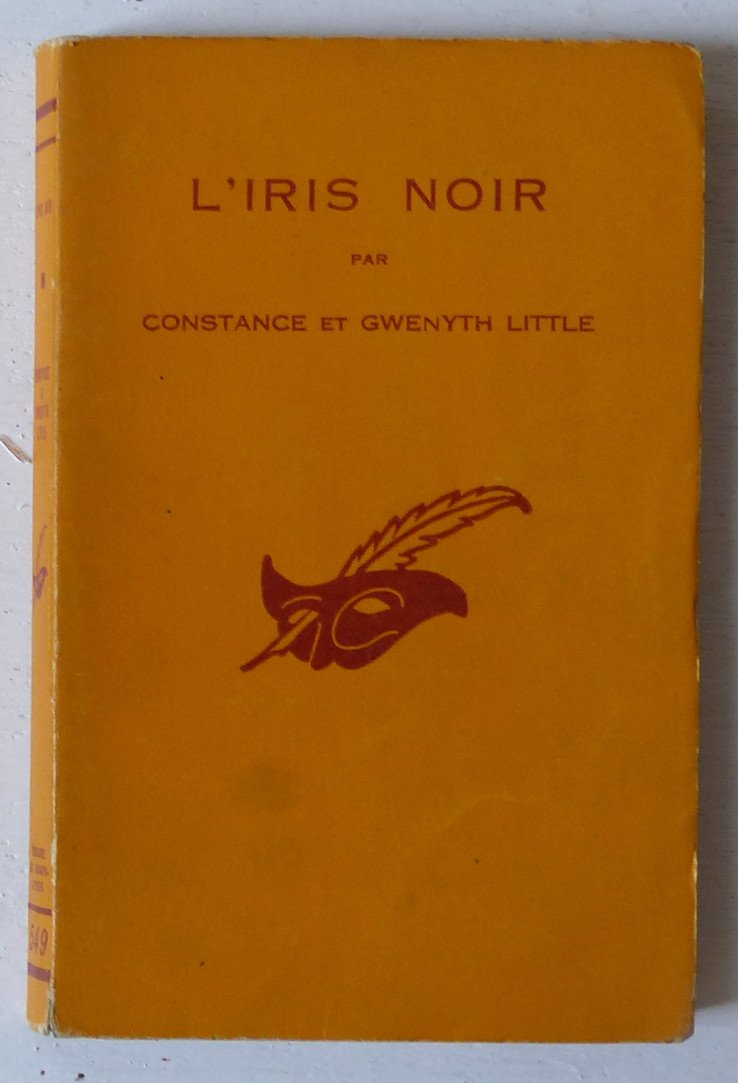 L'IRIS NOIR
PAR
CONSTANCE ET GWENYTH LITTLE
549